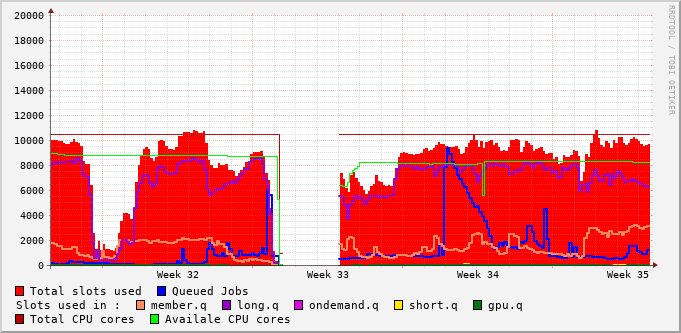 20000
18000
16000
14000
12000
10000
8000
6000
4000
2000
0
Week 32 Week 33 Week 34 Week 35
Total slots used Queued Jobs
Slots used in : member.q long.q ondemand.q short.q gpu.q
Total CPU cores Availale CPU cores
RRDTOOL / TOBI OETIKER